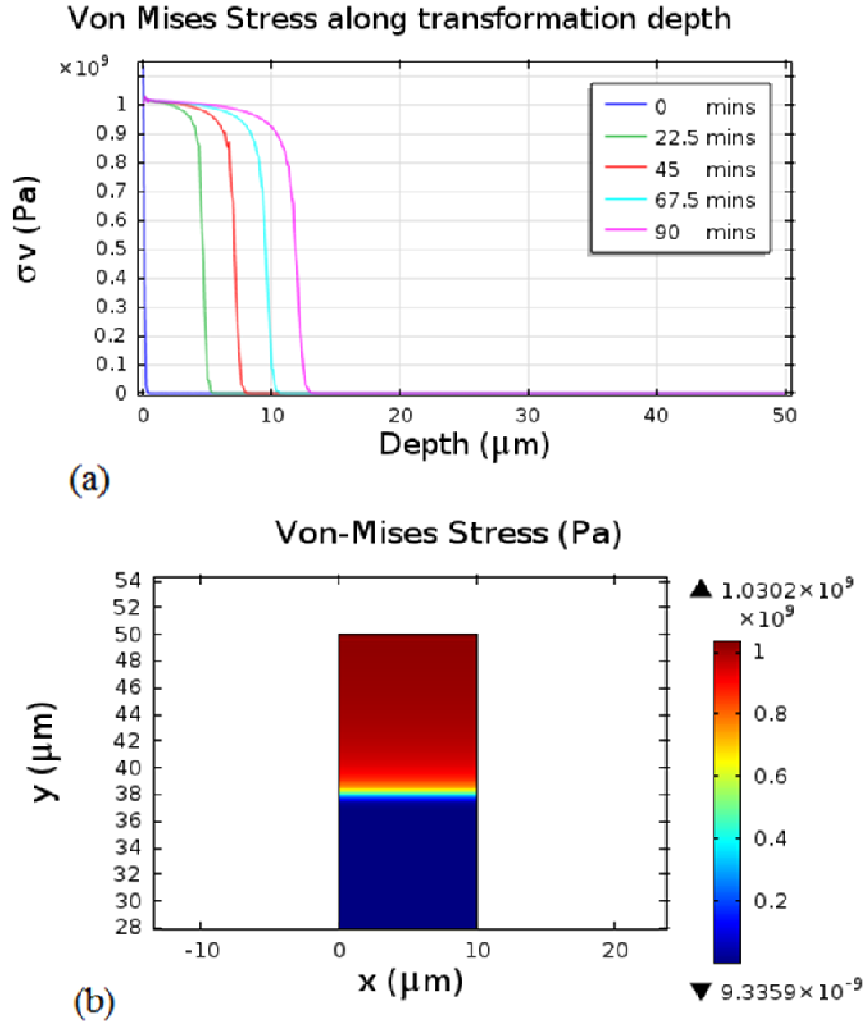 Von Mises Stress along transformation depth
×10⁹
1
0.9
0.8
0.7
0.6
0.5
0.4
0.3
0.2
0.1
0
σv (Pa)
0 mins
22.5 mins
45 mins
67.5 mins
90 mins
0 10 20 30 40 50
Depth (μm)
(a)
Von-Mises Stress (Pa)
54
52
50
48
46
44
42
40
38
36
34
32
30
28
y (μm)
-10 0 10 20
x (μm)
▲ 1.0302×10⁹
×10⁹
1
0.8
0.6
0.4
0.2
▼ 9.3359×10⁻⁹
(b)